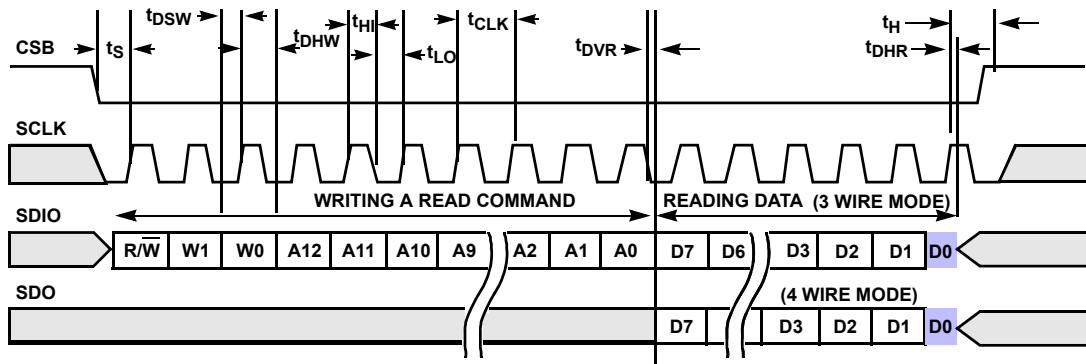 tDSW tHI tCLK tH
CSB tS tDHW tLO tDVR tDHR
SCLK
WRITING A READ COMMAND READING DATA (3 WIRE MODE)
SDIO
R/W̅ W1 W0 A12 A11 A10 A9 A2 A1 A0 D7 D6 D3 D2 D1 D0
SDO
(4 WIRE MODE)
D7 D3 D2 D1 D0